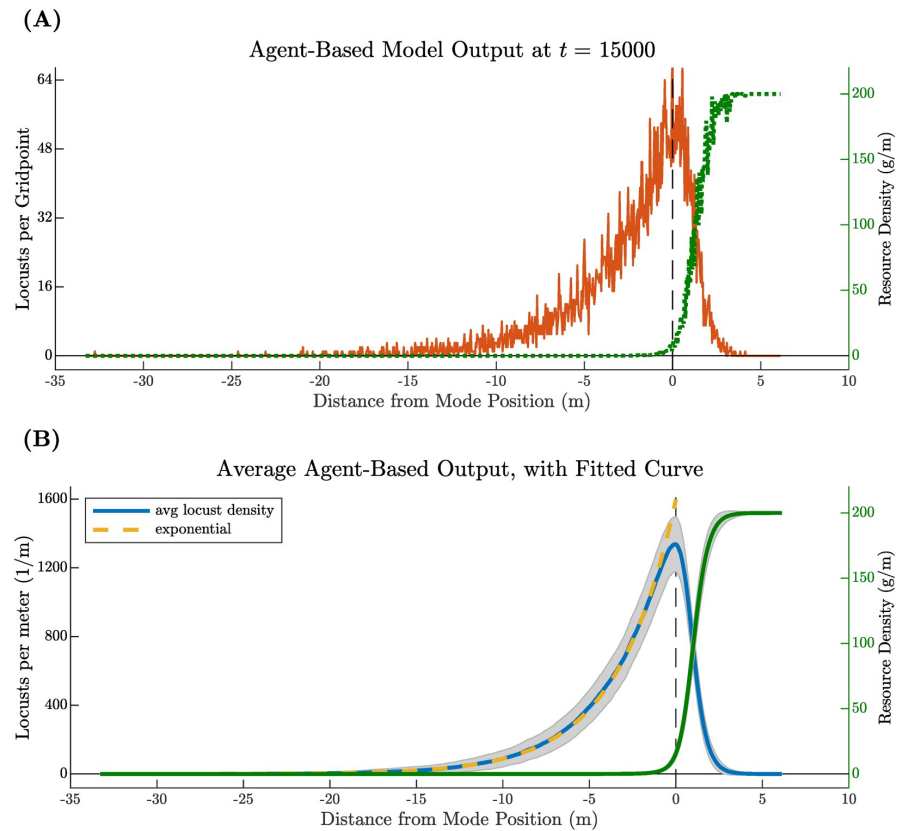 (A)
Agent-Based Model Output at t = 15000
Locusts per Gridpoint
64
48
32
16
0
Resource Density (g/m)
200
150
100
50
0
-35 -30 -25 -20 -15 -10 -5 0 5 10
Distance from Mode Position (m)
(B)
Average Agent-Based Output, with Fitted Curve
Locusts per meter (1/m)
1600
1200
800
400
0
avg locust density
exponential
Resource Density (g/m)
200
150
100
50
0
-35 -30 -25 -20 -15 -10 -5 0 5 10
Distance from Mode Position (m)